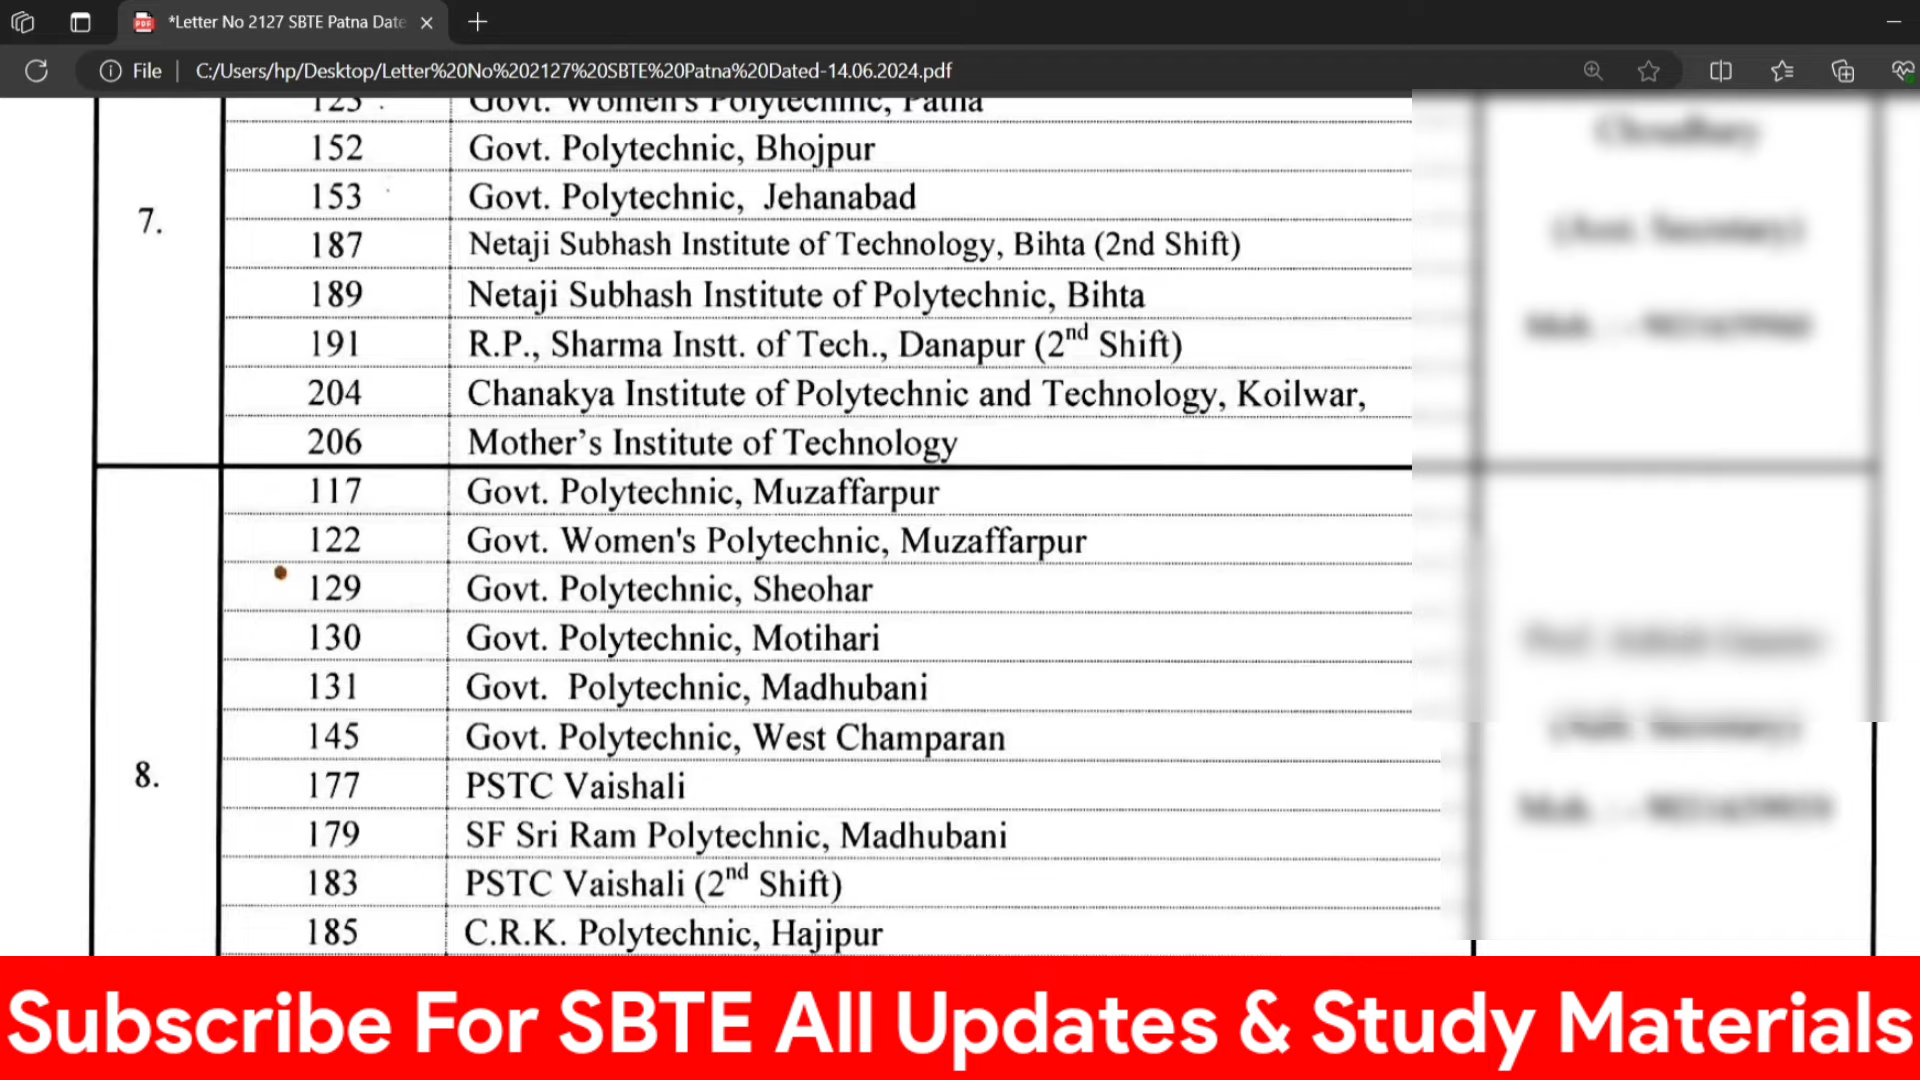 *Letter No 2127 SBTE Patna Date
File
C:/Users/hp/Desktop/Letter%20No%202127%20SBTE%20Patna%20Dated-14.06.2024.pdf
7.
123 Govt. Women's Polytechnic, Patna
152 Govt. Polytechnic, Bhojpur
153 Govt. Polytechnic, Jehanabad
187 Netaji Subhash Institute of Technology, Bihta (2nd Shift)
189 Netaji Subhash Institute of Polytechnic, Bihta
191 R.P., Sharma Instt. of Tech., Danapur (2nd Shift)
204 Chanakya Institute of Polytechnic and Technology, Koilwar,
206 Mother's Institute of Technology
8.
117 Govt. Polytechnic, Muzaffarpur
122 Govt. Women's Polytechnic, Muzaffarpur
129 Govt. Polytechnic, Sheohar
130 Govt. Polytechnic, Motihari
131 Govt. Polytechnic, Madhubani
145 Govt. Polytechnic, West Champaran
177 PSTC Vaishali
179 SF Sri Ram Polytechnic, Madhubani
183 PSTC Vaishali (2nd Shift)
185 C.R.K. Polytechnic, Hajipur
Subscribe For SBTE All Updates & Study Materials